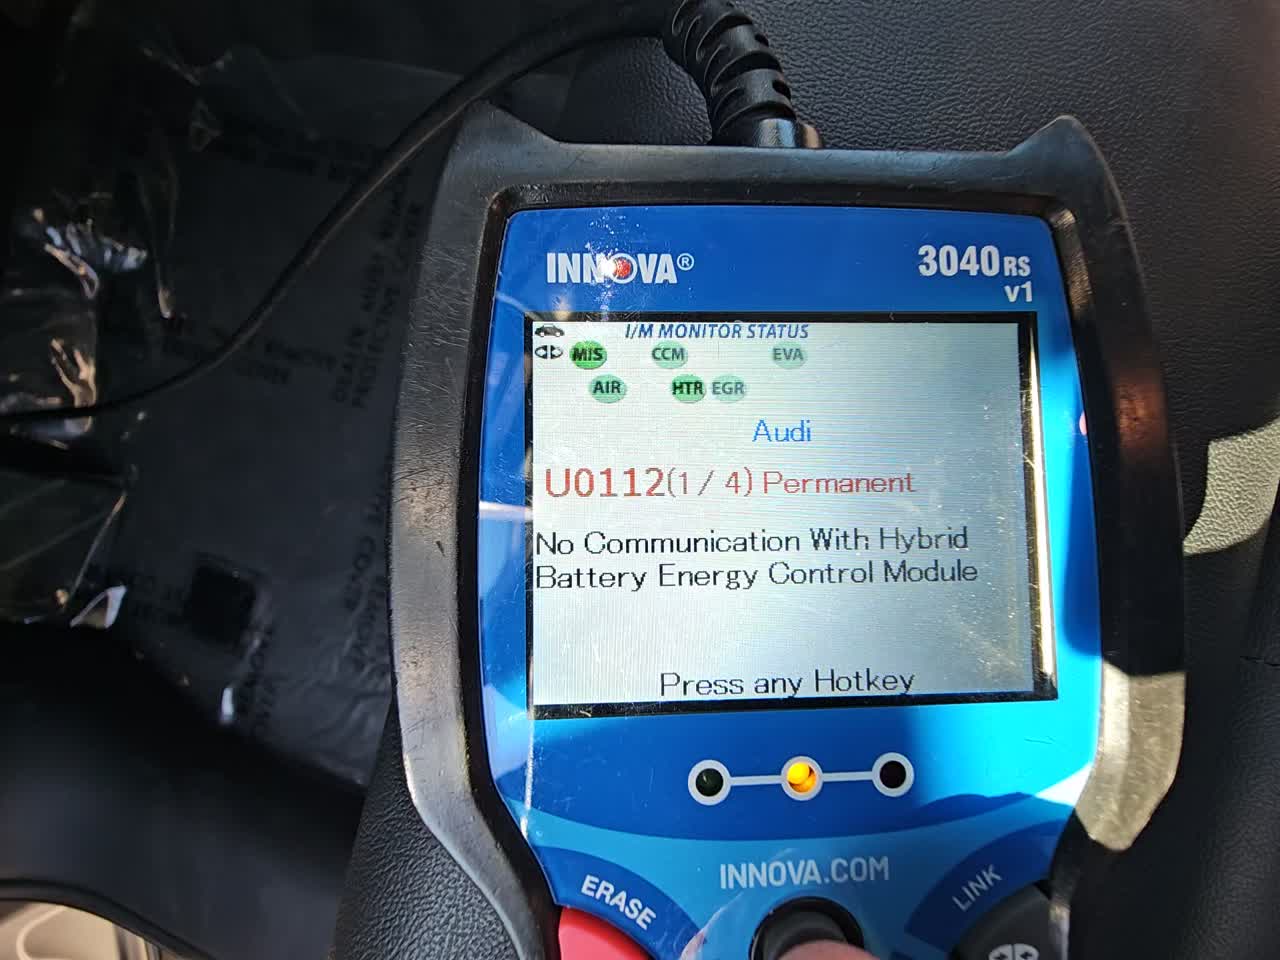 INNOVA®
3040RS
v1
I/M MONITOR STATUS
MIS CCM EVA
AIR HTR EGR
Audi
U0112(1 / 4) Permanent
No Communication With Hybrid
Battery Energy Control Module
Press any Hotkey
INNOVA.COM
ERASE
LINK